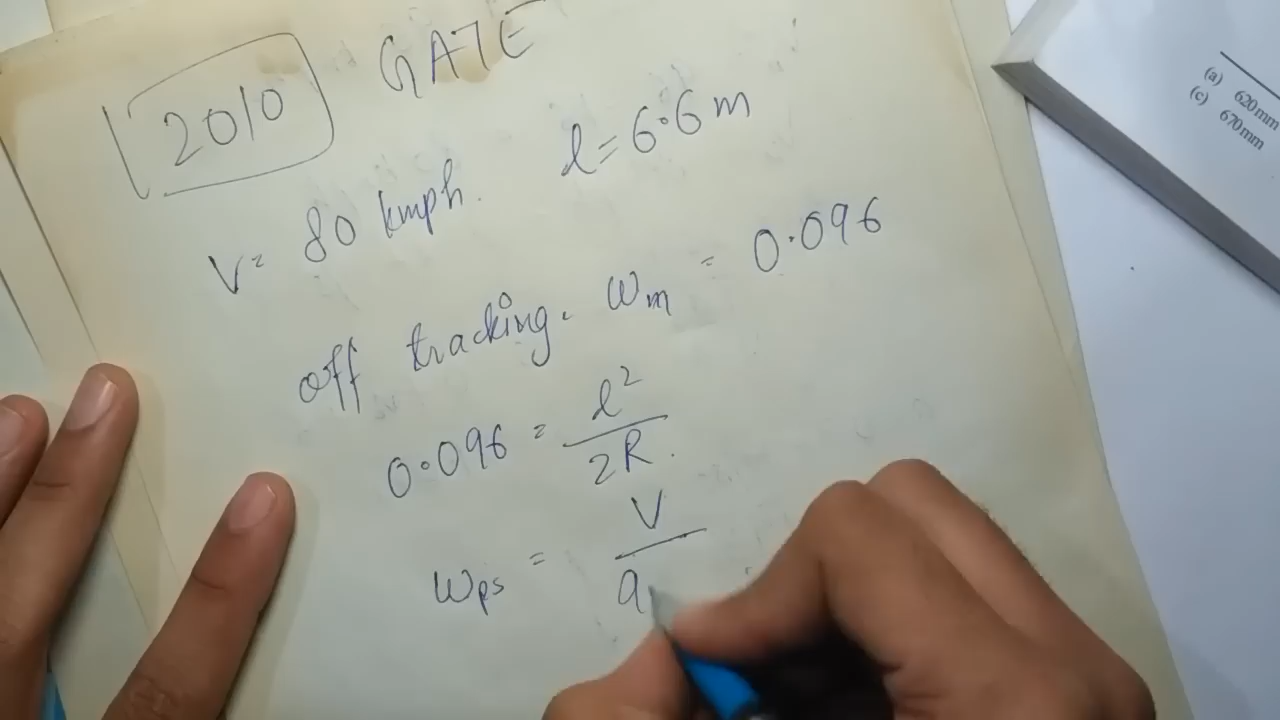 2010 GATE
V = 80 kmph. l = 6.6 m
off tracking. Wm = 0.096
0.096 = l² / 2R.
Wps = V / 9
(a) 620mm
(c) 670mm